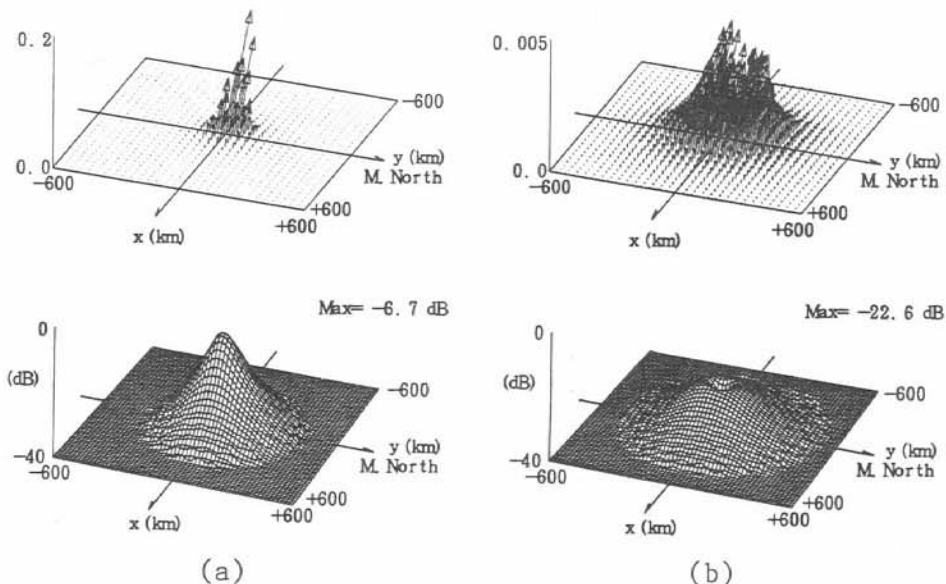 0.2
-600
0.0
-600
y (km)
M. North
+600
x (km)
+600
0.005
-600
0.0
-600
y (km)
M. North
+600
x (km)
+600
Max= -6.7 dB
0
(dB)
-600
-40
-600
y (km)
M. North
+600
x (km)
+600
(a)
Max= -22.6 dB
0
(dB)
-600
-40
-600
y (km)
M. North
+600
x (km)
+600
(b)